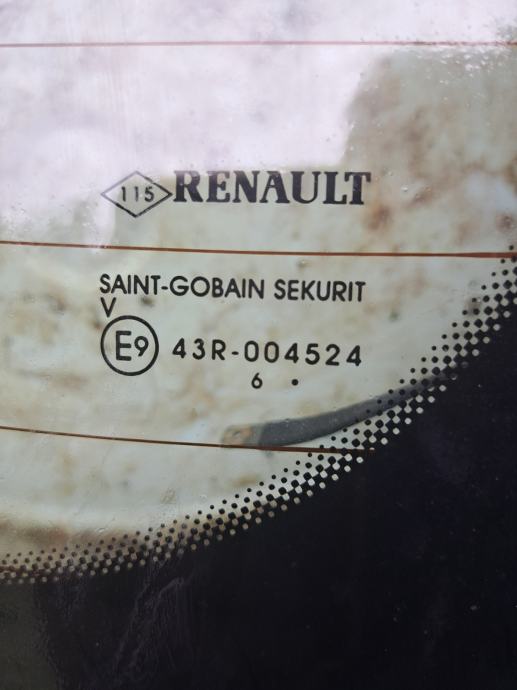 115 RENAULT
SAINT-GOBAIN SEKURIT
V
E9 43R-004524
6 •